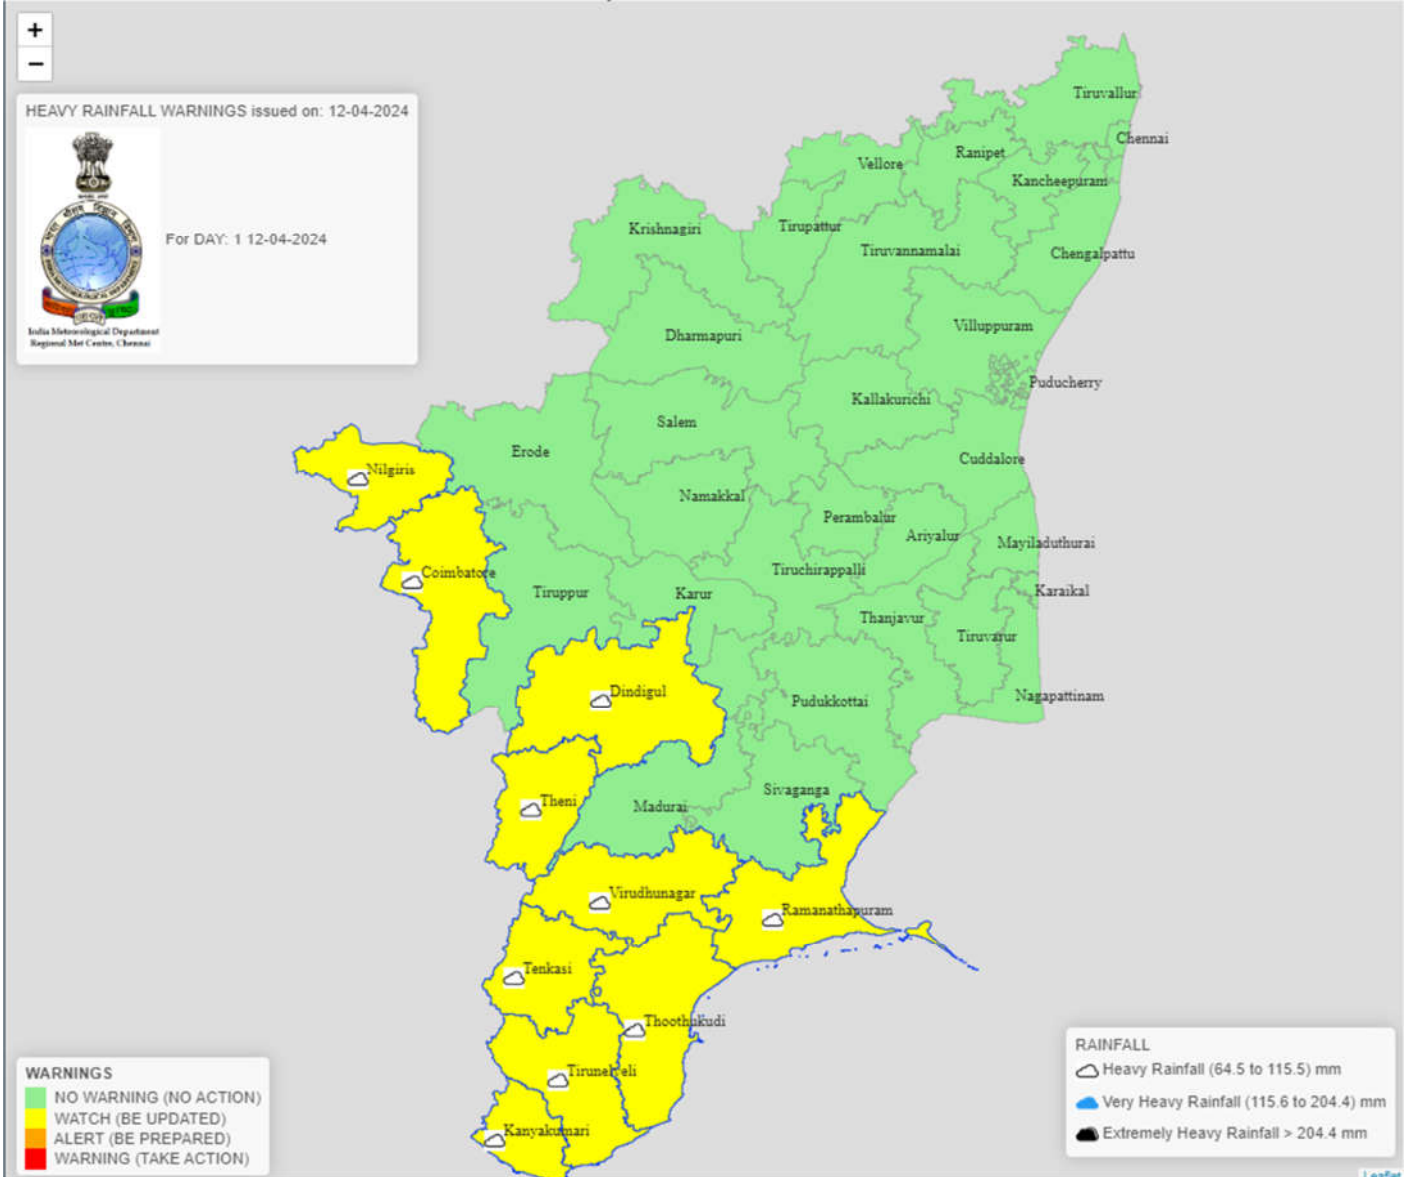 +
−
HEAVY RAINFALL WARNINGS issued on: 12-04-2024
India Meteorological Department
Regional Met Centre, Chennai
For DAY: 1 12-04-2024
Tiruvallur
Chennai
Ranipet
Vellore
Kancheepuram
Krishnagiri
Tirupattur
Tiruvannamalai
Chengalpattu
Villuppuram
Dharmapuri
Puducherry
Kallakurichi
Salem
Erode
Cuddalore
Nilgiris
Namakkal
Perambalur
Ariyalur
Mayiladuthurai
Coimbatore
Tiruchirappalli
Tiruppur
Karur
Karaikal
Thanjavur
Tiruvarur
Dindigul
Pudukkottai
Nagapattinam
Theni
Madurai
Sivaganga
Virudhunagar
Ramanathapuram
Tenkasi
Thoothukudi
Tirunelveli
Kanyakumari
WARNINGS
NO WARNING (NO ACTION)
WATCH (BE UPDATED)
ALERT (BE PREPARED)
WARNING (TAKE ACTION)
RAINFALL
Heavy Rainfall (64.5 to 115.5) mm
Very Heavy Rainfall (115.6 to 204.4) mm
Extremely Heavy Rainfall > 204.4 mm
Leaflet